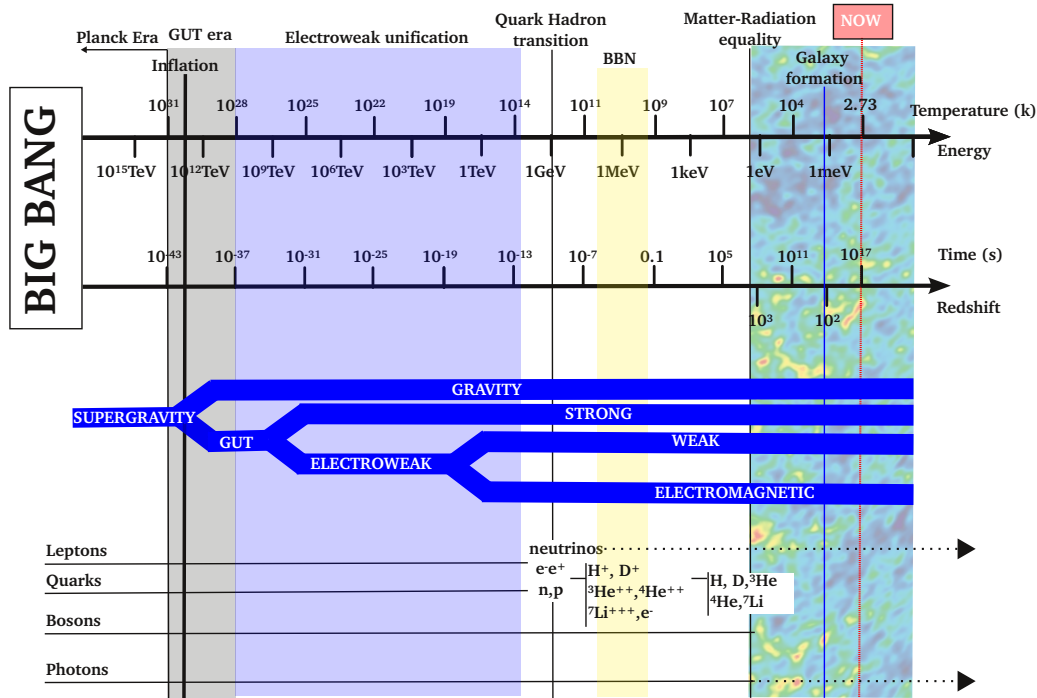 Planck Era
GUT era
Electroweak unification
Quark Hadron
transition
Matter-Radiation
equality
NOW
Inflation
BBN
Galaxy
formation
BIG BANG
10³¹ 10²⁸ 10²⁵ 10²² 10¹⁹ 10¹⁴ 10¹¹ 10⁹ 10⁷ 10⁴ 2.73 Temperature (k)
10¹⁵TeV 10¹²TeV 10⁹TeV 10⁶TeV 10³TeV 1TeV 1GeV 1MeV 1keV 1eV 1meV Energy
10⁻⁴³ 10⁻³⁷ 10⁻³¹ 10⁻²⁵ 10⁻¹⁹ 10⁻¹³ 10⁻⁷ 0.1 10⁵ 10¹¹ 10¹⁷ Time (s)
10³ 10² Redshift
GRAVITY
SUPERGRAVITY
STRONG
GUT
WEAK
ELECTROWEAK
ELECTROMAGNETIC
Leptons
neutrinos
e⁻e⁺
Quarks
n,p
H⁺, D⁺
³He⁺⁺,⁴He⁺⁺
⁷Li⁺⁺⁺,e⁻
H, D,³He
⁴He,⁷Li
Bosons
Photons